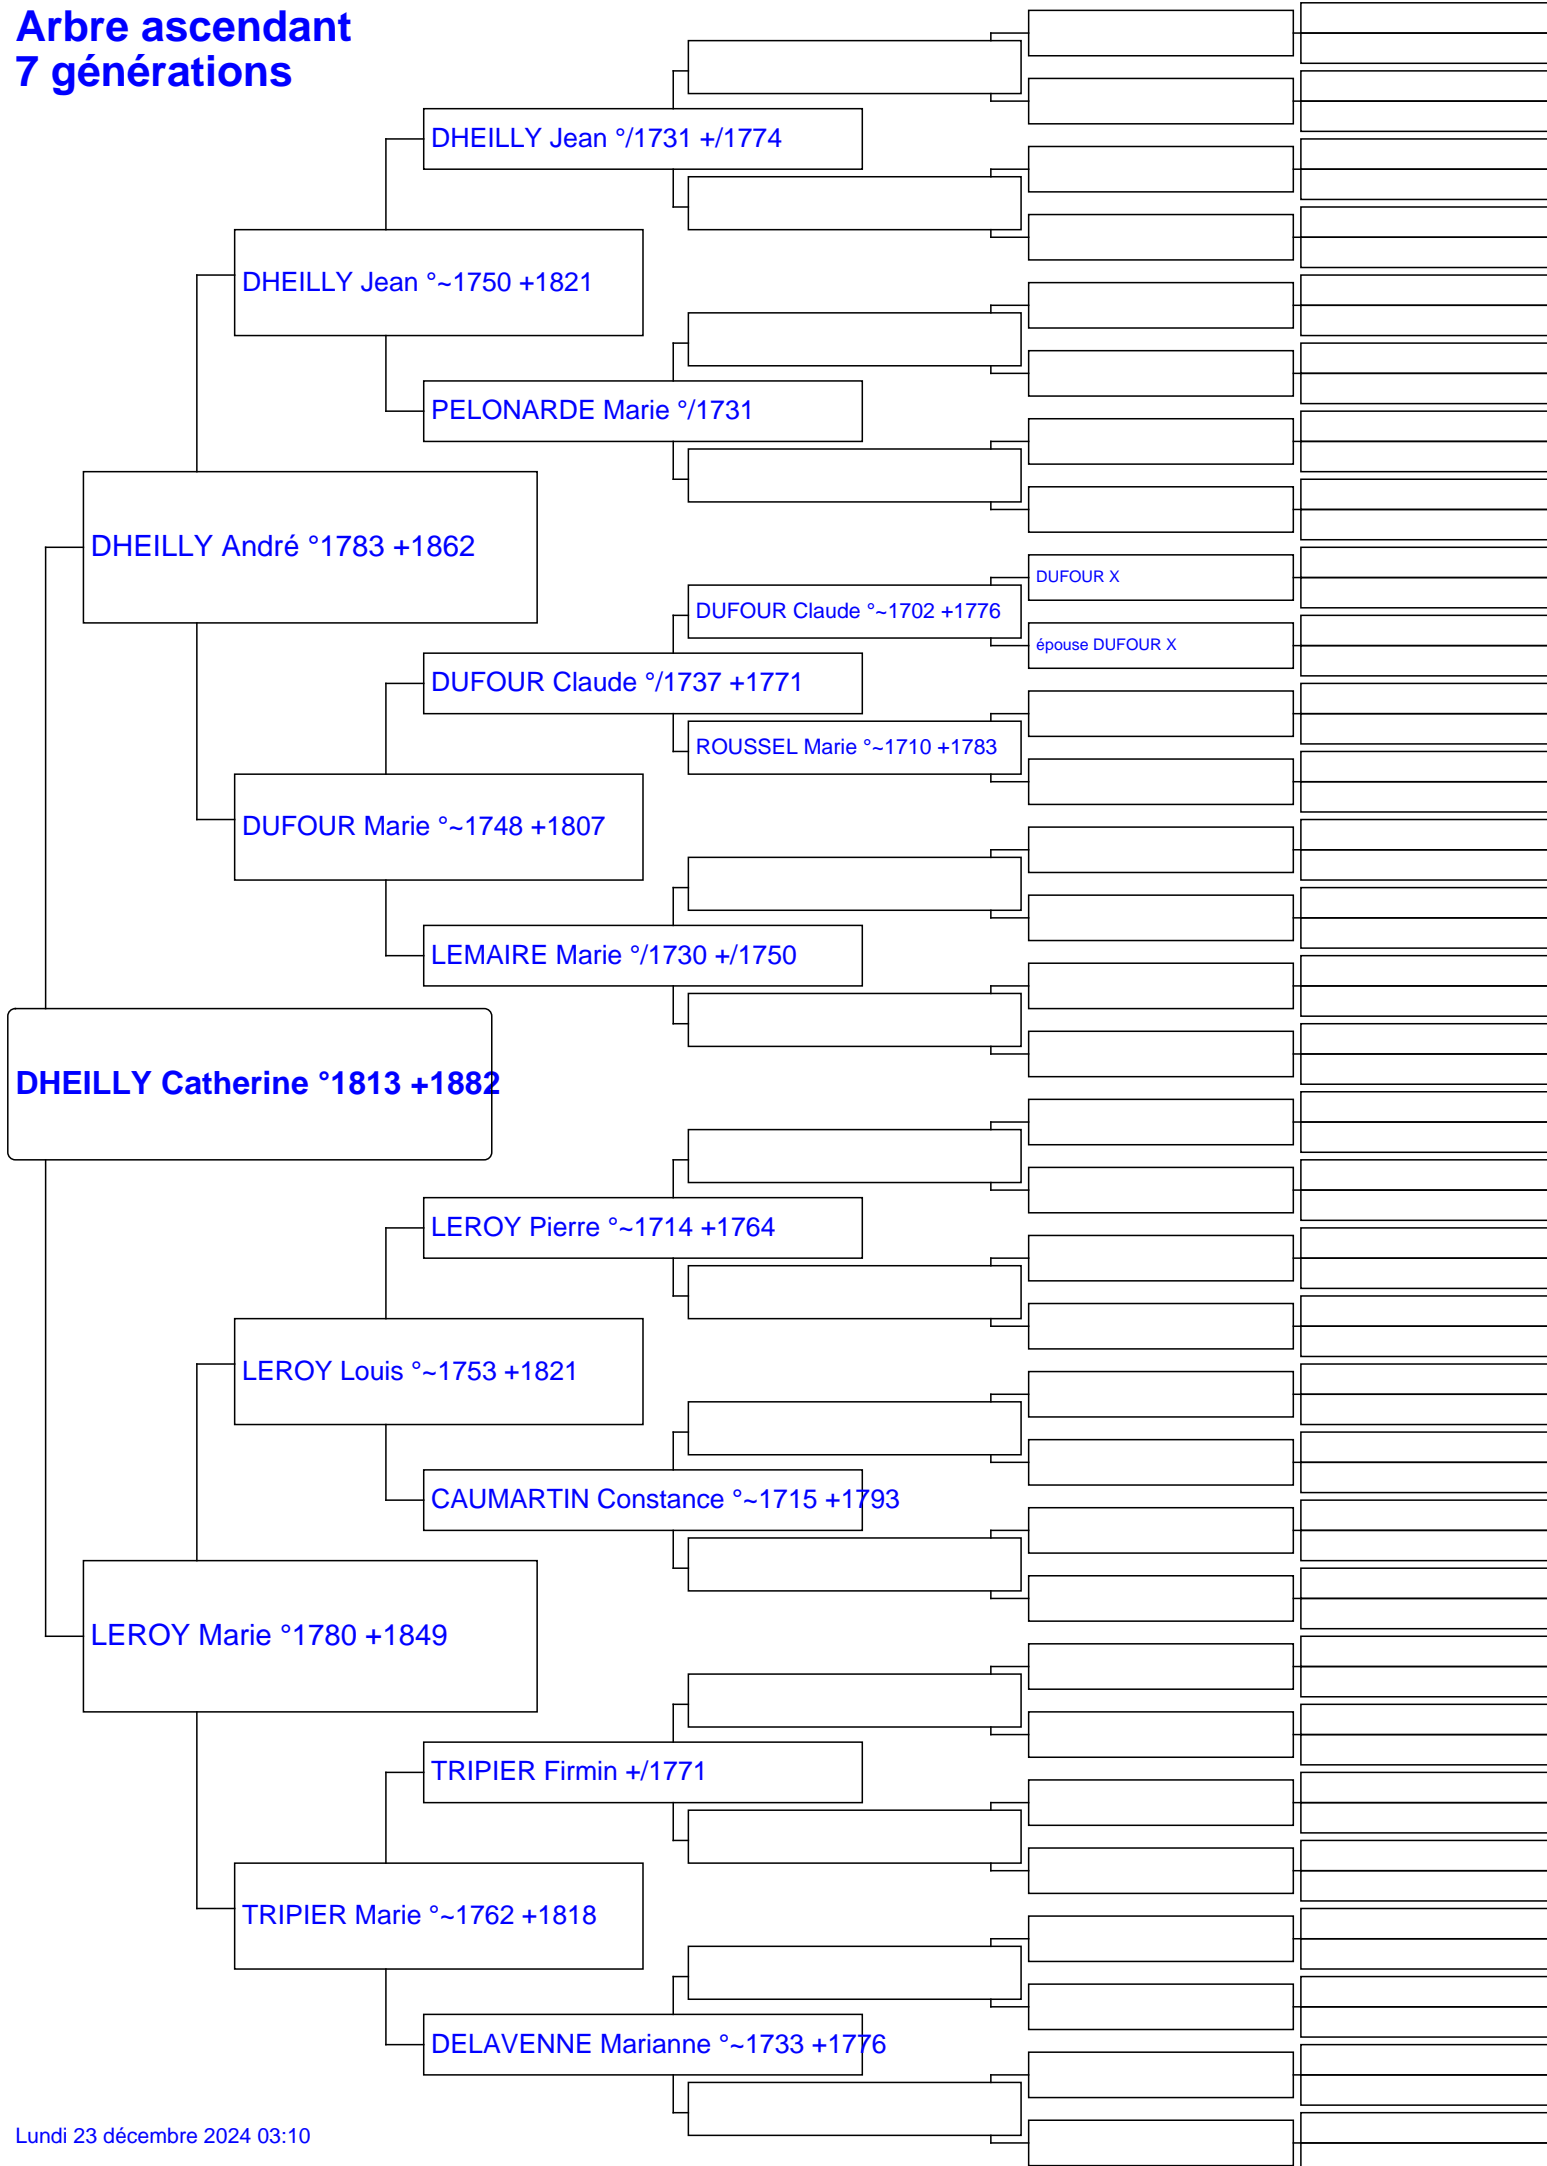 Arbre ascendant
7 générations
DHEILLY Jean °/1731 +/1774
DHEILLY Jean °~1750 +1821
PELONARDE Marie °/1731
DHEILLY André °1783 +1862
DUFOUR X
DUFOUR Claude °~1702 +1776
épouse DUFOUR X
DUFOUR Claude °/1737 +1771
ROUSSEL Marie °~1710 +1783
DUFOUR Marie °~1748 +1807
LEMAIRE Marie °/1730 +/1750
DHEILLY Catherine °1813 +1882
LEROY Pierre °~1714 +1764
LEROY Louis °~1753 +1821
CAUMARTIN Constance °~1715 +1793
LEROY Marie °1780 +1849
TRIPIER Firmin +/1771
TRIPIER Marie °~1762 +1818
DELAVENNE Marianne °~1733 +1776
Lundi 23 décembre 2024 03:10